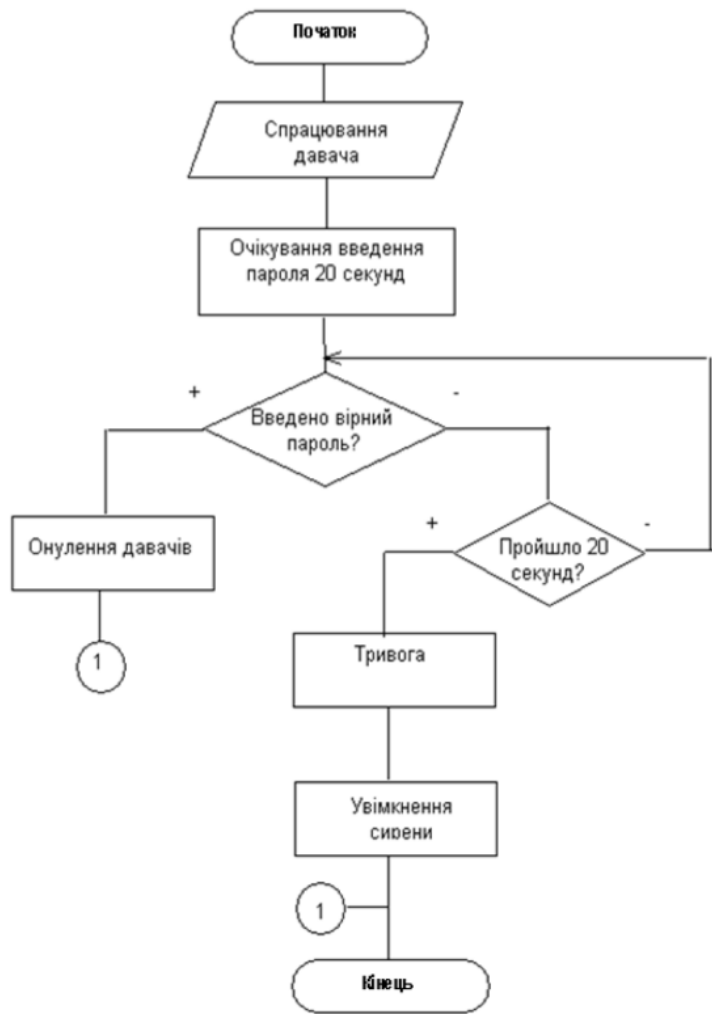 Початок
Спрацювання
давача
Очікування введення
пароля 20 секунд
+
-
Введено вірний
пароль?
Онулення давачів
1
+
-
Пройшло 20
секунд?
Тривога
Увімкнення
сирени
1
Кінець